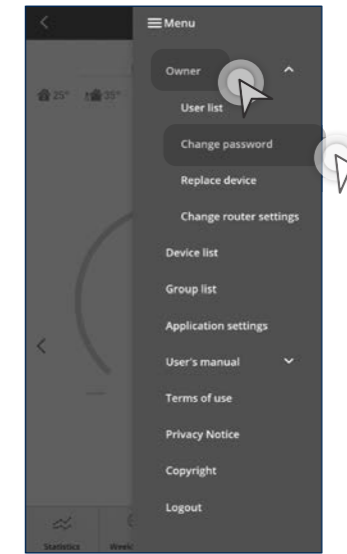 Menu
Owner
25° 35°
User list
Change password
Replace device
Change router settings
Device list
Group list
Application settings
User's manual
Terms of use
Privacy Notice
Copyright
Logout
Statistics